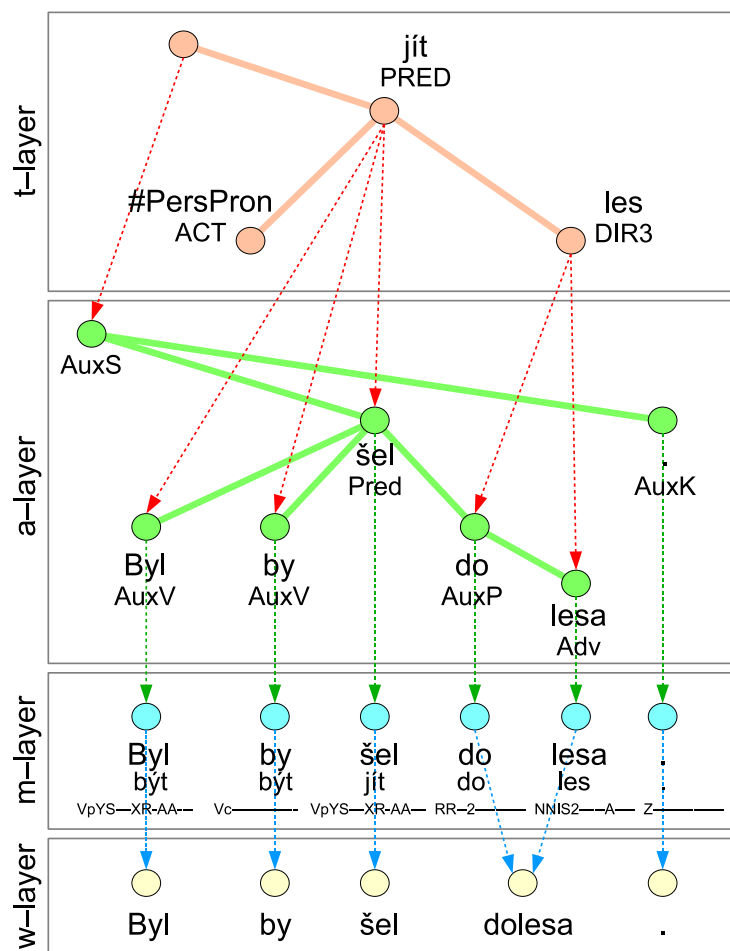 t–layer
jít
PRED
#PersPron
ACT
les
DIR3
a–layer
AuxS
šel
Pred
.
AuxK
Byl
AuxV
by
AuxV
do
AuxP
lesa
Adv
m–layer
Byl by šel do lesa .
být být jít do les .
VpYS––XR-AA–- Vc––––––– VpYS––XR-AA–- RR–2––––– NNIS2––A–- Z–––––––
w–layer
Byl by šel dolesa .